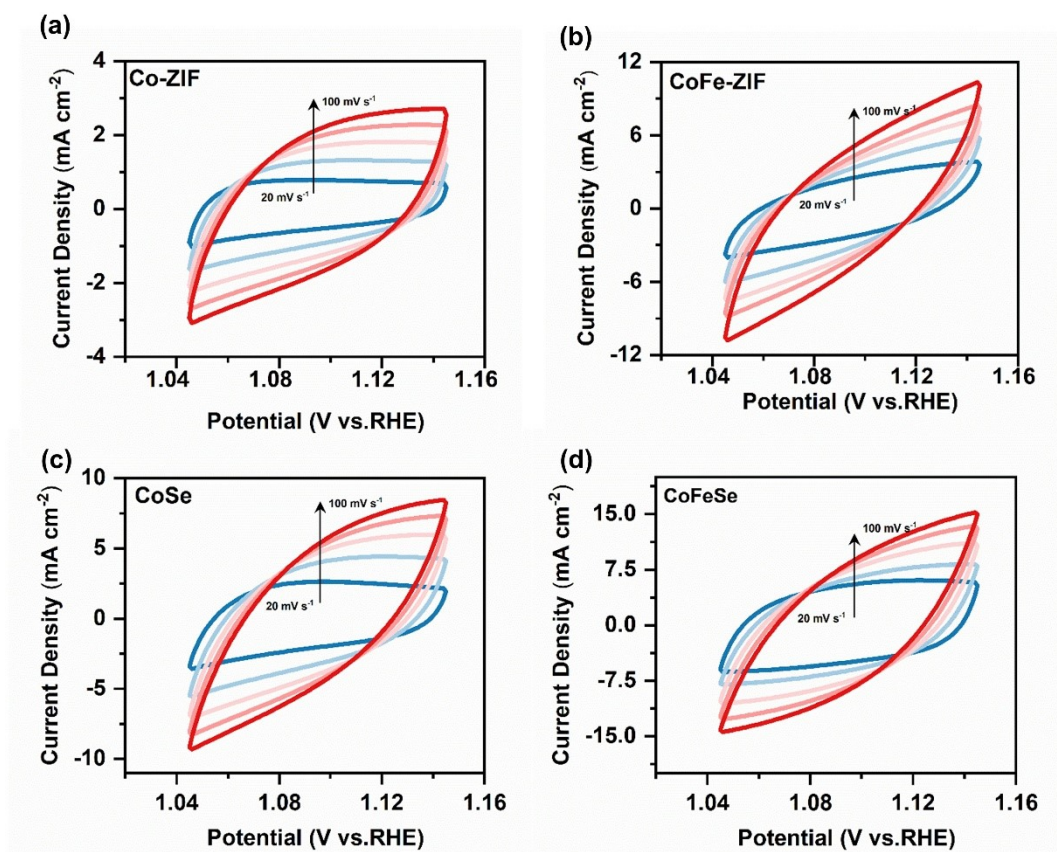 (a)
Co-ZIF
4
2
0
-2
-4
Current Density (mA cm⁻²)
100 mV s⁻¹
20 mV s⁻¹
1.04 1.08 1.12 1.16
Potential (V vs.RHE)
(b)
CoFe-ZIF
12
6
0
-6
-12
Current Density (mA cm⁻²)
100 mV s⁻¹
20 mV s⁻¹
1.04 1.08 1.12 1.16
Potential (V vs.RHE)
(c)
CoSe
10
5
0
-5
-10
Current Density (mA cm⁻²)
100 mV s⁻¹
20 mV s⁻¹
1.04 1.08 1.12 1.16
Potential (V vs.RHE)
(d)
CoFeSe
15.0
7.5
0.0
-7.5
-15.0
Current Density (mA cm⁻²)
100 mV s⁻¹
20 mV s⁻¹
1.04 1.08 1.12 1.16
Potential (V vs.RHE)